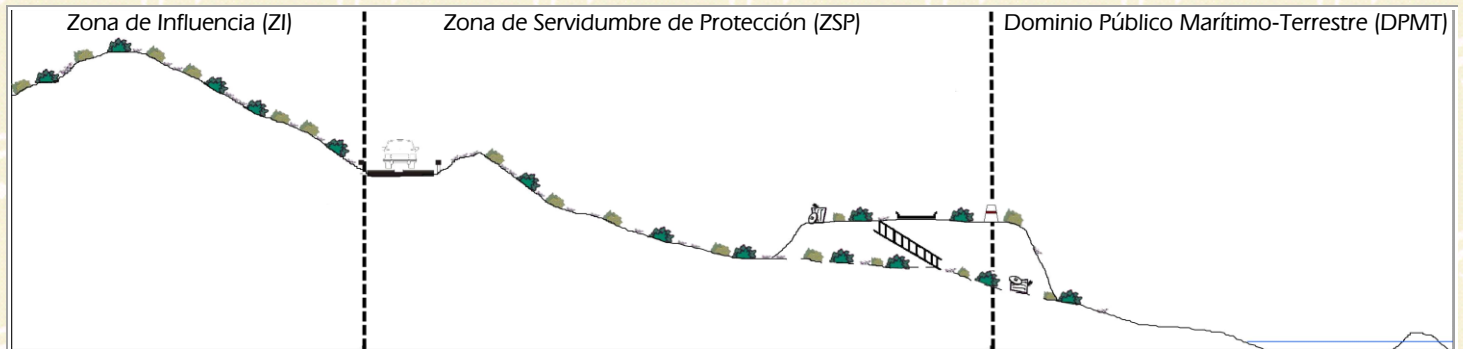 Zona de Influencia (ZI)
Zona de Servidumbre de Protección (ZSP)
Dominio Público Marítimo-Terrestre (DPMT)